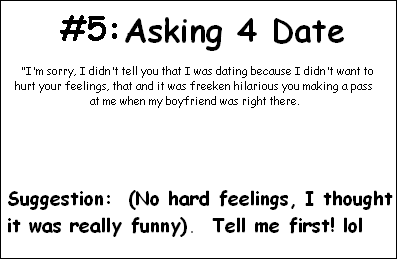 #5: Asking 4 Date
"I'm sorry, I didn't tell you that I was dating because I didn't want to
hurt your feelings, that and it was freeken hilarious you making a pass
at me when my boyfriend was right there.
Suggestion: (No hard feelings, I thought
it was really funny). Tell me first! lol